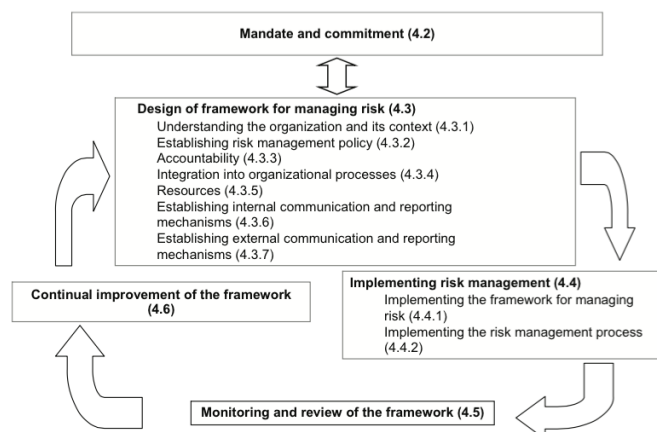 Mandate and commitment (4.2)
Design of framework for managing risk (4.3)
Understanding the organization and its context (4.3.1)
Establishing risk management policy (4.3.2)
Accountability (4.3.3)
Integration into organizational processes (4.3.4)
Resources (4.3.5)
Establishing internal communication and reporting
mechanisms (4.3.6)
Establishing external communication and reporting
mechanisms (4.3.7)
Implementing risk management (4.4)
Implementing the framework for managing
risk (4.4.1)
Implementing the risk management process
(4.4.2)
Continual improvement of the framework
(4.6)
Monitoring and review of the framework (4.5)